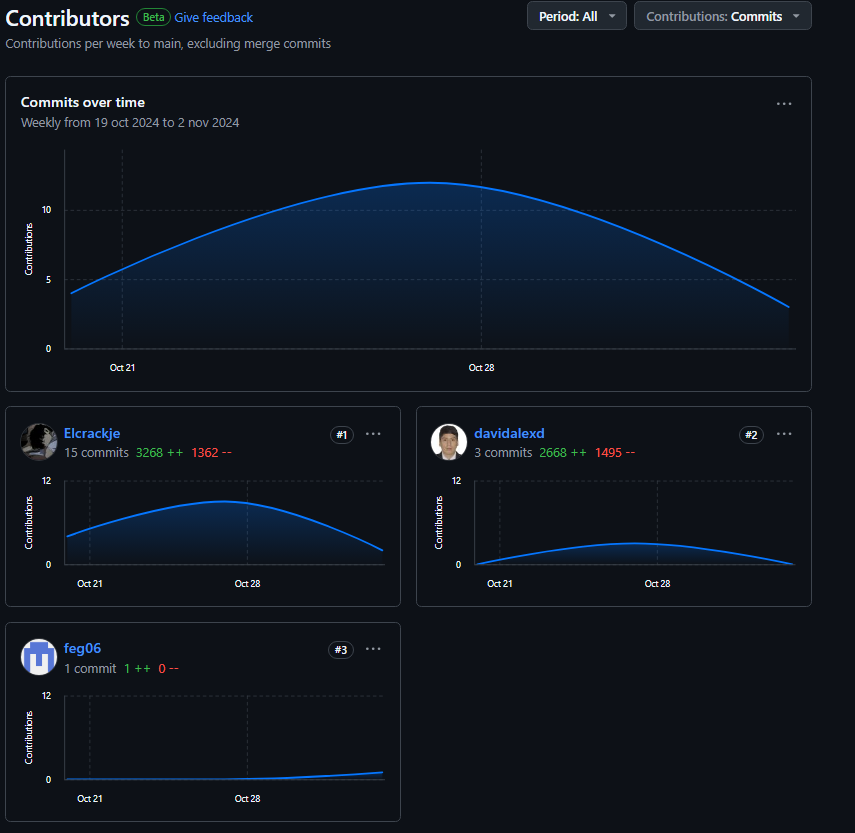 Contributors Beta Give feedback
Period: All
Contributions: Commits
Contributions per week to main, excluding merge commits
Commits over time
Weekly from 19 oct 2024 to 2 nov 2024
Contributions
10
5
0
Oct 21
Oct 28
Elcrackje
#1
15 commits 3268 ++ 1362 --
Contributions
12
0
Oct 21
Oct 28
davidalexd
#2
3 commits 2668 ++ 1495 --
Contributions
12
0
Oct 21
Oct 28
feg06
#3
1 commit 1 ++ 0 --
Contributions
12
0
Oct 21
Oct 28